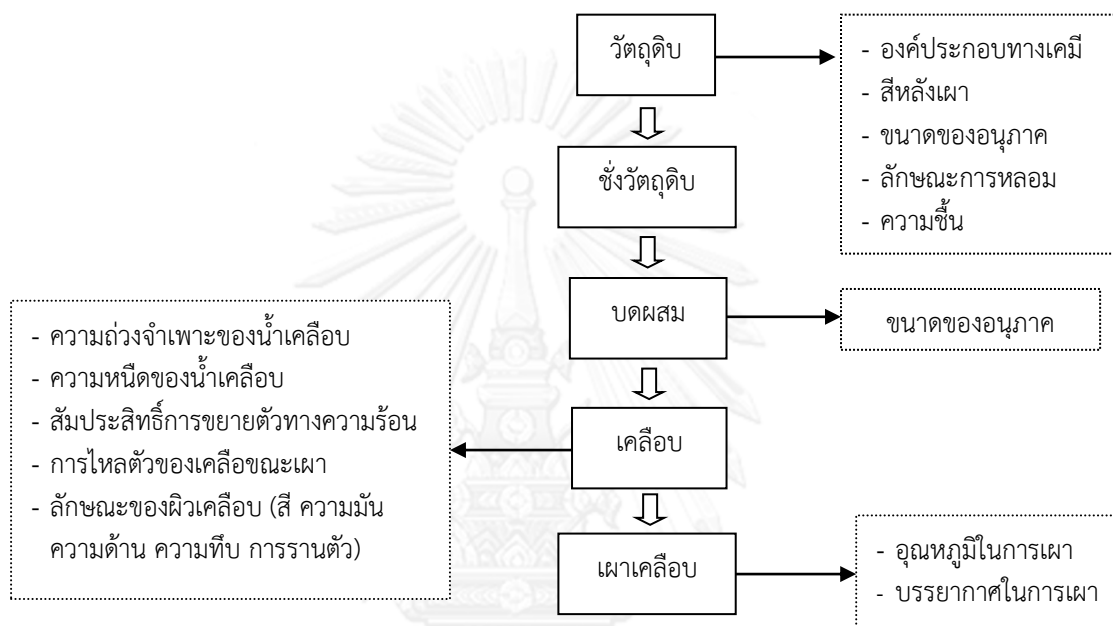 วัตถุดิบ
- องค์ประกอบทางเคมี
- สีหลังเผา
- ขนาดของอนุภาค
- ลักษณะการหลอม
- ความชื้น
ชั่งวัตถุดิบ
บดผสม
ขนาดของอนุภาค
- ความถ่วงจำเพาะของน้ำเคลือบ
- ความหนืดของน้ำเคลือบ
- สัมประสิทธิ์การขยายตัวทางความร้อน
- การไหลตัวของเคลือขณะเผา
- ลักษณะของผิวเคลือบ (สี ความมัน
ความด้าน ความทึบ การรานตัว)
เคลือบ
เผาเคลือบ
- อุณหภูมิในการเผา
- บรรยากาศในการเผา